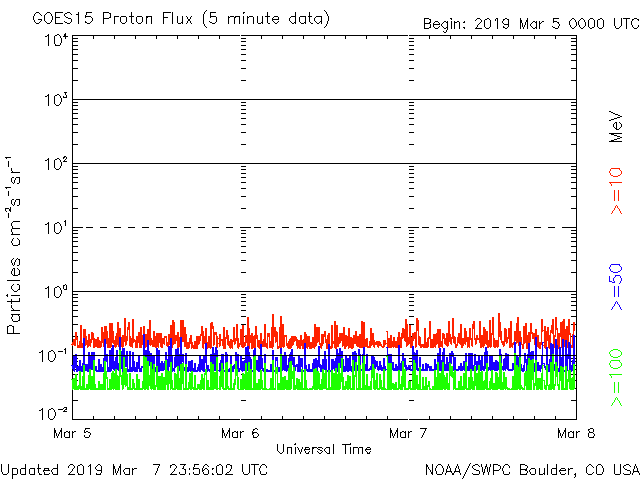 GOES15 Proton Flux (5 minute data)
Begin: 2019 Mar 5 0000 UTC
10⁴
10³
10²
10¹
10⁰
10⁻¹
10⁻²
Particles cm⁻²s⁻¹sr⁻¹
MeV
>=10
>=50
>=100
Mar 5
Mar 6
Mar 7
Mar 8
Universal Time
Updated 2019 Mar 7 23:56:02 UTC
NOAA/SWPC Boulder, CO USA